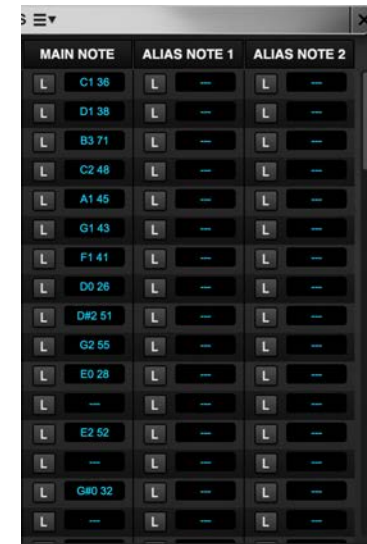 S
MAIN NOTE ALIAS NOTE 1 ALIAS NOTE 2
L C1 36 L --- L ---
L D1 38 L --- L ---
L B3 71 L --- L ---
L C2 48 L --- L ---
L A1 45 L --- L ---
L G1 43 L --- L ---
L F1 41 L --- L ---
L D0 26 L --- L ---
L D#2 51 L --- L ---
L G2 55 L --- L ---
L E0 28 L --- L ---
L --- L --- L ---
L E2 52 L --- L ---
L --- L --- L ---
L G#0 32 L --- L ---
L --- L --- L ---